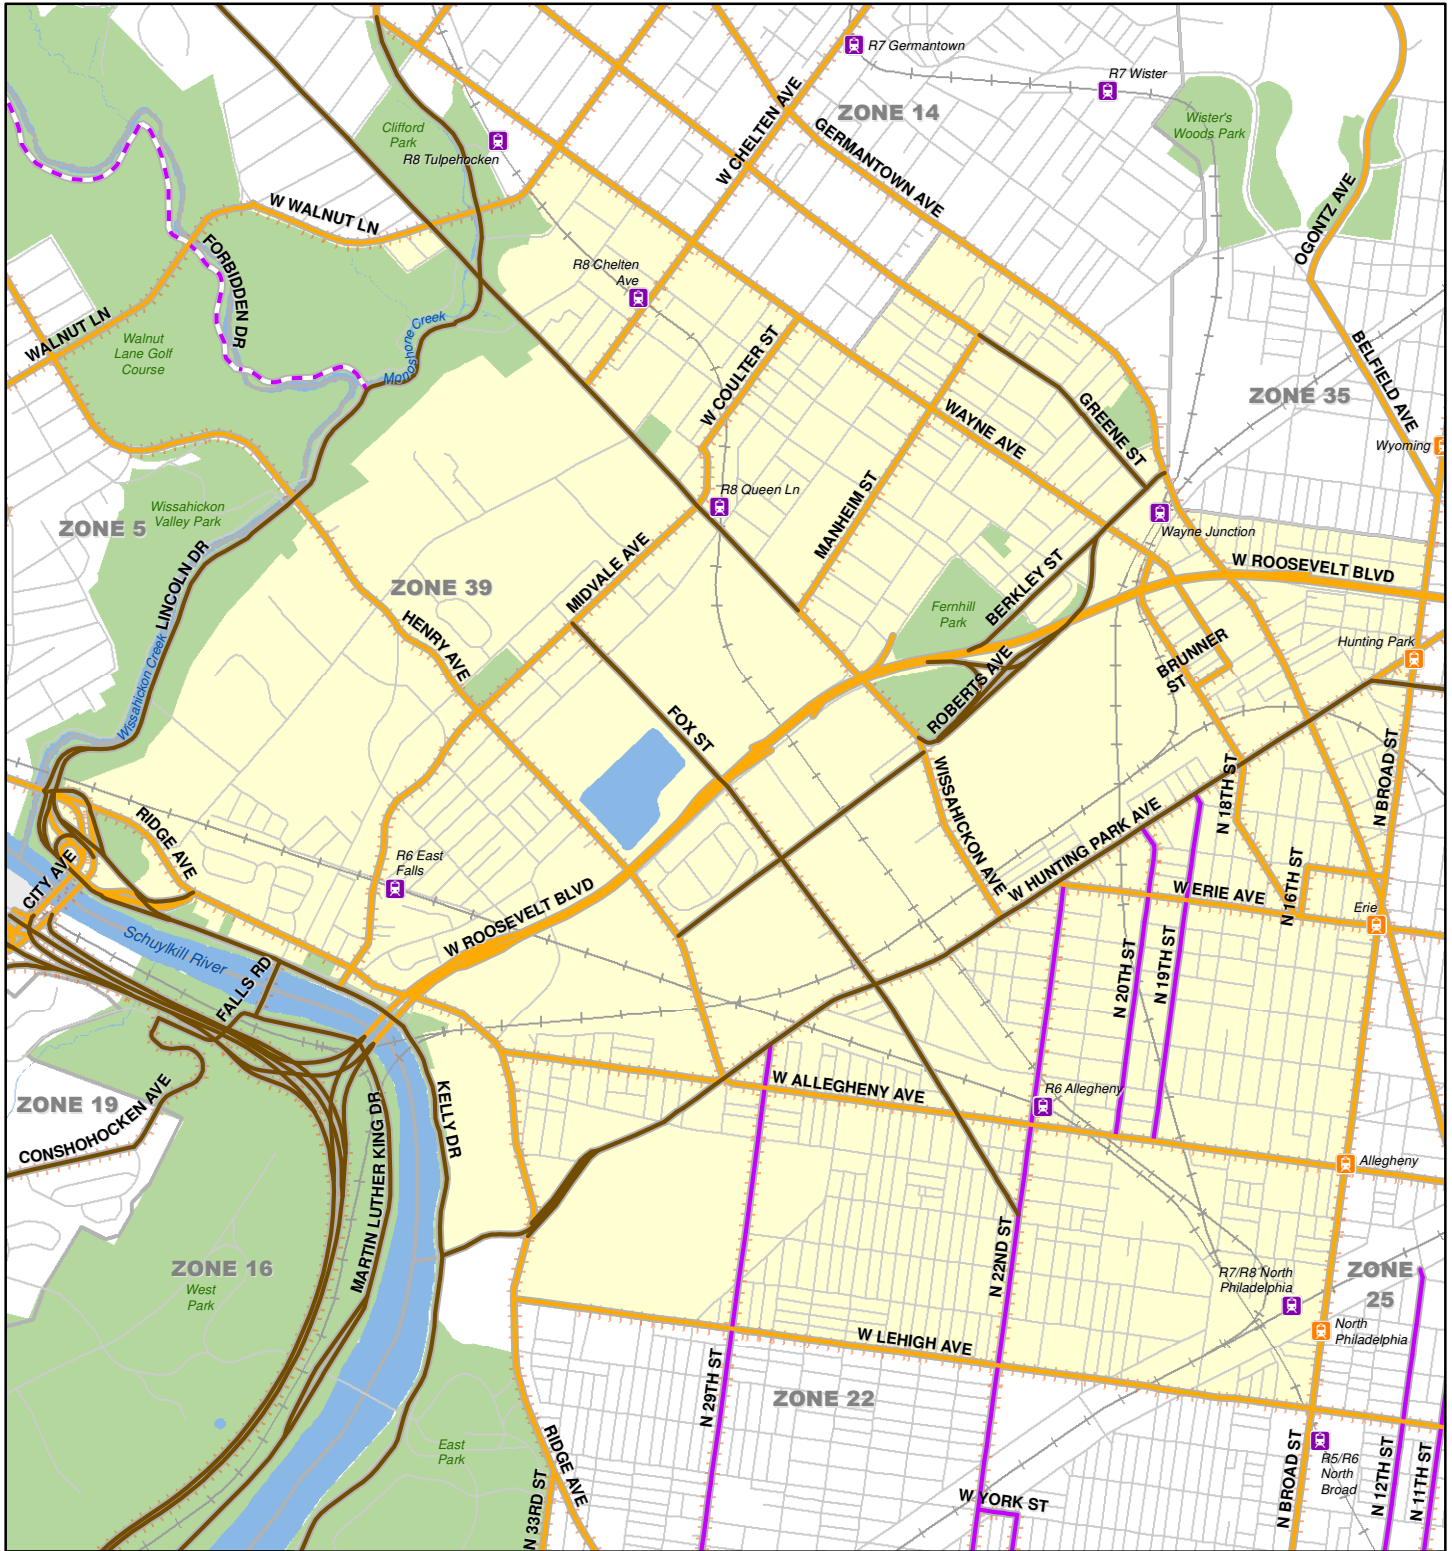 R7 Germantown
R7 Wister
ZONE 14
W CHELTEN AVE
GERMANTOWN AVE
Wister's
Woods Park
Clifford
Park
R8 Tulpehocken
W WALNUT LN
OGONTZ AVE
FORBIDDEN DR
R8 Chelten
Ave
WALNUT LN
Walnut
Lane Golf
Course
Monoshone Creek
W COULTER ST
BELFIELD AVE
ZONE 35
GREENE ST
WAYNE AVE
Wyoming
R8 Queen Ln
MANHEIM ST
Wissahickon
Valley Park
ZONE 5
Wayne Junction
LINCOLN DR
MIDVALE AVE
BERKLEY ST
W ROOSEVELT BLVD
ZONE 39
Fernhill
Park
HENRY AVE
Hunting Park
BRUNNER
ST
Wissahickon Creek
ROBERTS AVE
FOX ST
WISSAHICKON AVE
N 18TH ST
N BROAD ST
RIDGE AVE
W HUNTING PARK AVE
CITY AVE
R6 East
Falls
W ERIE AVE
N 16TH ST
Erie
W ROOSEVELT BLVD
Schuylkill River
FALLS RD
N 20TH ST
N 19TH ST
KELLY DR
W ALLEGHENY AVE
R6 Allegheny
ZONE 19
CONSHOHOCKEN AVE
MARTIN LUTHER KING DR
Allegheny
ZONE 16
West
Park
N 22ND ST
R7/R8 North
Philadelphia
ZONE
25
North
Philadelphia
W LEHIGH AVE
N 29TH ST
ZONE 22
East
Park
RIDGE AVE
N 33RD ST
W YORK ST
N BROAD ST
R5/R6
North
Broad
N 12TH ST
N 11TH ST